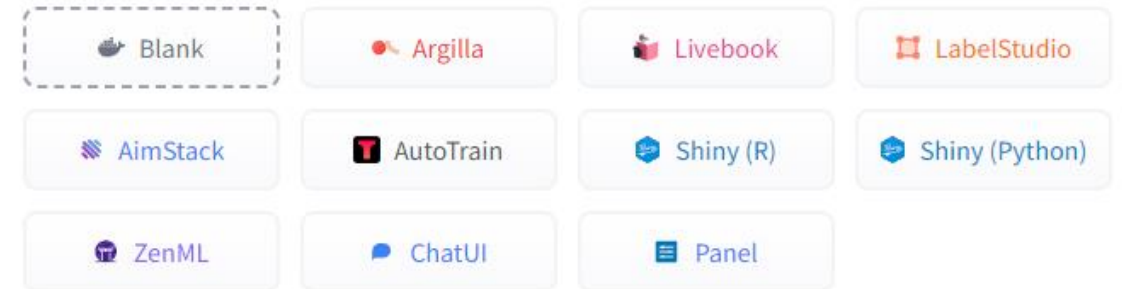 Blank Argilla Livebook LabelStudio
AimStack AutoTrain Shiny (R) Shiny (Python)
ZenML ChatUI Panel